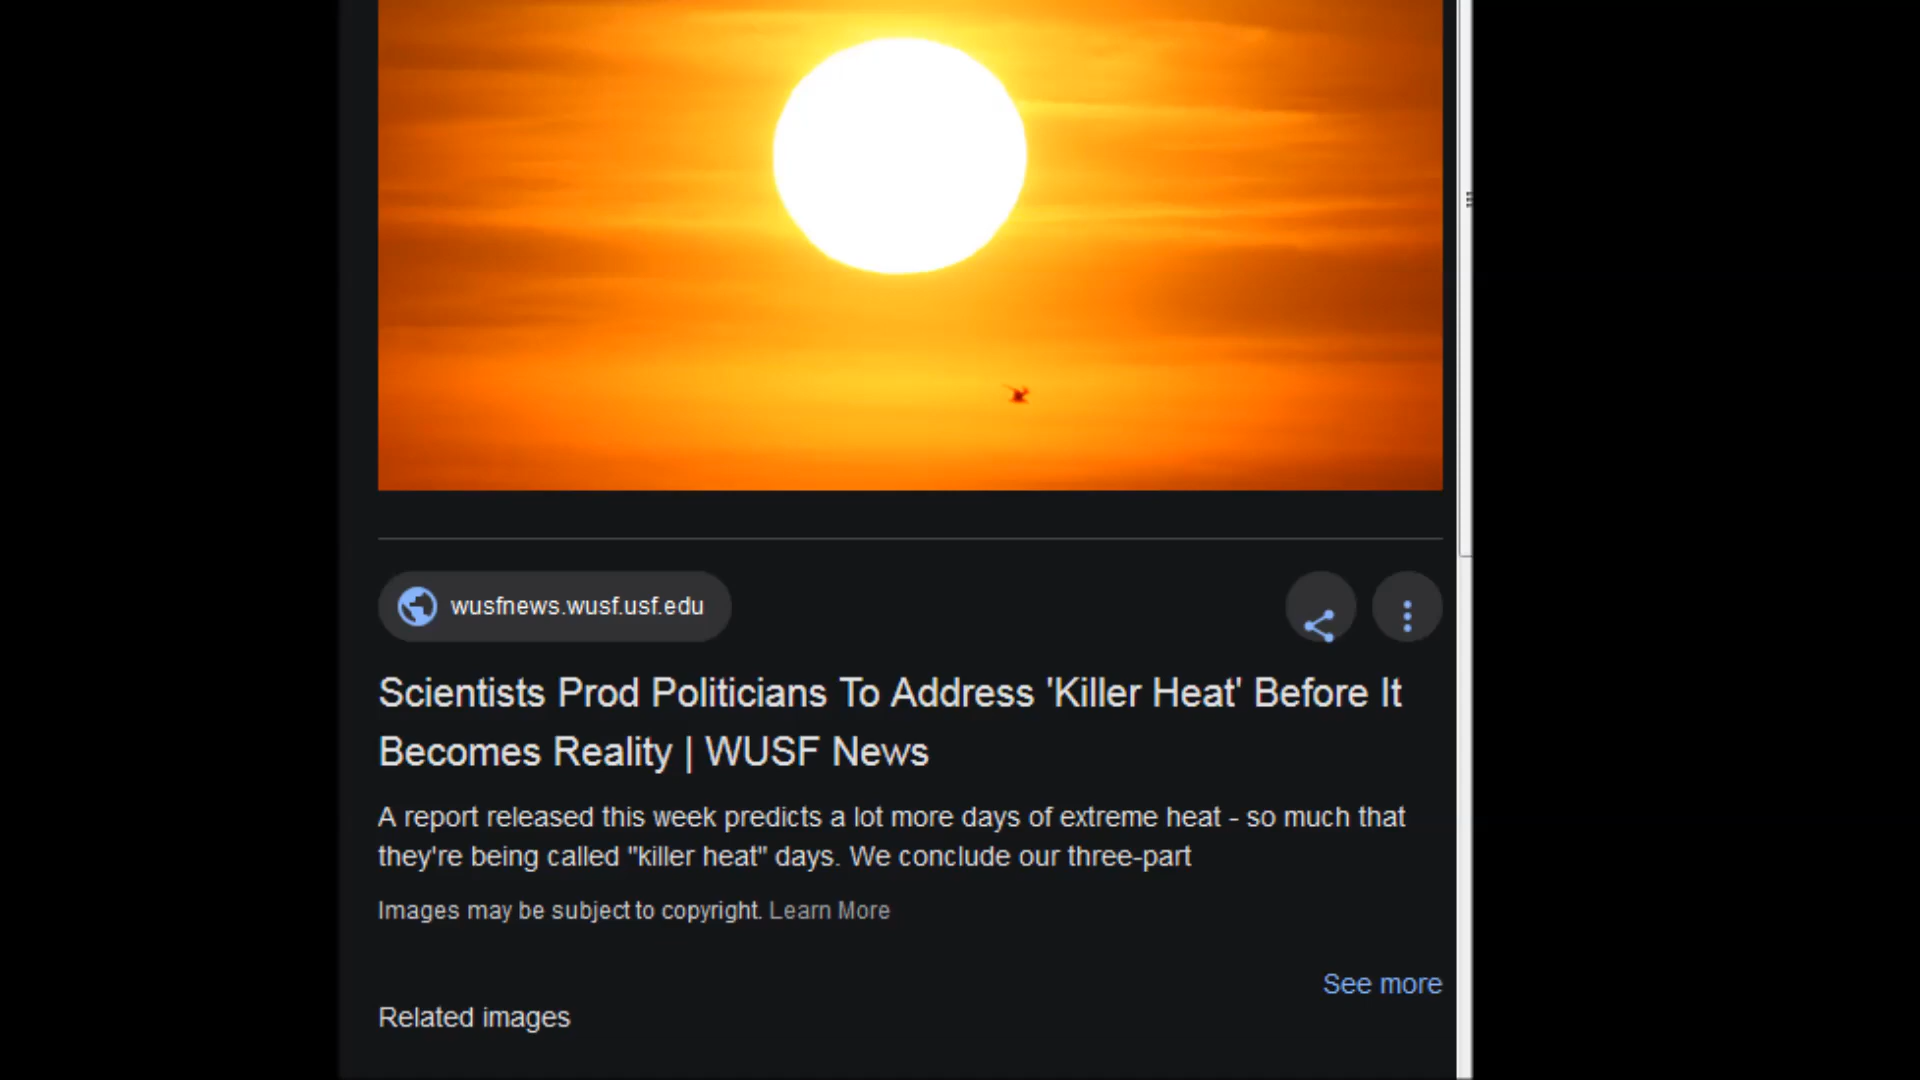 wusfnews.wusf.usf.edu
Scientists Prod Politicians To Address 'Killer Heat' Before It
Becomes Reality | WUSF News
A report released this week predicts a lot more days of extreme heat - so much that
they're being called "killer heat" days. We conclude our three-part
Images may be subject to copyright. Learn More
See more
Related images